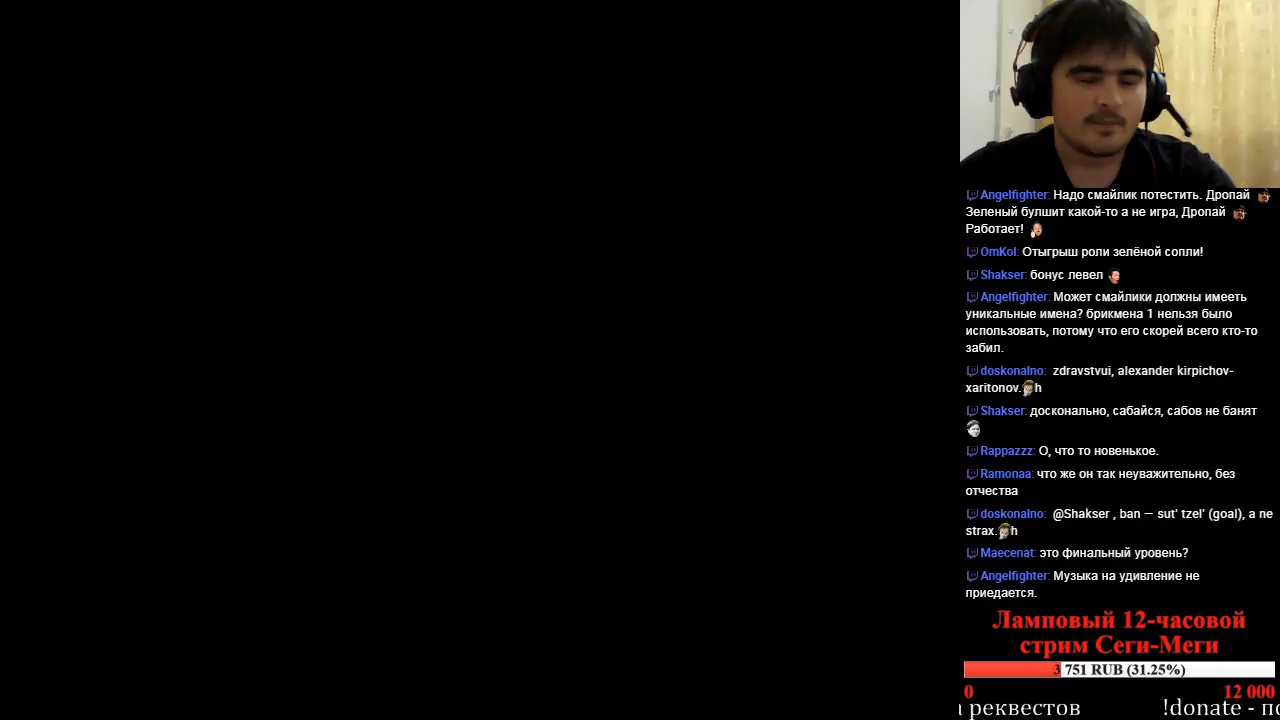 Angelfighter: Надо смайлик потестить. Дропай
Зеленый булшит какой-то а не игра, Дропай
Работает!
OmKol: Отыгрыш роли зелёной сопли!
Shakser: бонус левел
Angelfighter: Может смайлики должны имееть
уникальные имена? брикмена 1 нельзя было
использовать, потому что его скорей всего кто-то
забил.
doskonalno: zdravstvui, alexander kirpichov-
xaritonov. h
Shakser: досконально, сабайся, сабов не банят
Rappazzz: О, что то новенькое.
Ramonaa: что же он так неуважительно, без
отчества
doskonalno: @Shakser , ban — sut' tzel' (goal), a ne
strax. h
Maecenat: это финальный уровень?
Angelfighter: Музыка на удивление не
приедается.
Ламповый 12-часовой
стрим Сеги-Меги
3 751 RUB (31.25%)
0 12 000
реквестов !donate -